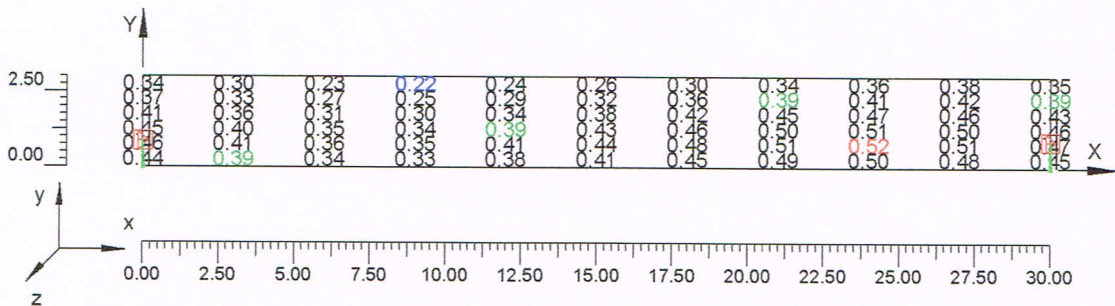 Y
2.50
0.00
0.34 0.30 0.23 0.22 0.24 0.26 0.30 0.34 0.36 0.38 0.35
0.37 0.33 0.27 0.25 0.29 0.32 0.36 0.39 0.41 0.42 0.39
0.41 0.36 0.31 0.30 0.34 0.38 0.42 0.45 0.47 0.46 0.43
0.45 0.40 0.35 0.34 0.39 0.43 0.46 0.50 0.51 0.50 0.46
0.46 0.41 0.36 0.35 0.41 0.44 0.48 0.51 0.52 0.51 0.47
0.44 0.39 0.34 0.33 0.38 0.41 0.45 0.49 0.50 0.48 0.45
X
y
x
z
0.00 2.50 5.00 7.50 10.00 12.50 15.00 17.50 20.00 22.50 25.00 27.50 30.00